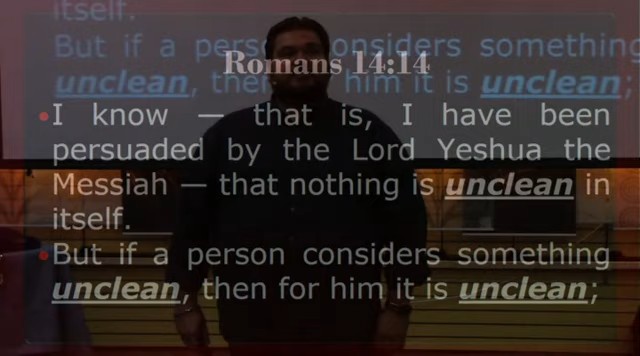 itself.
But if a person considers something
unclean, then him it is unclean;
Romans 14:14
•I know — that is, I have been
persuaded by the Lord Yeshua the
Messiah — that nothing is unclean in
itself.
•But if a person considers something
unclean, then for him it is unclean;